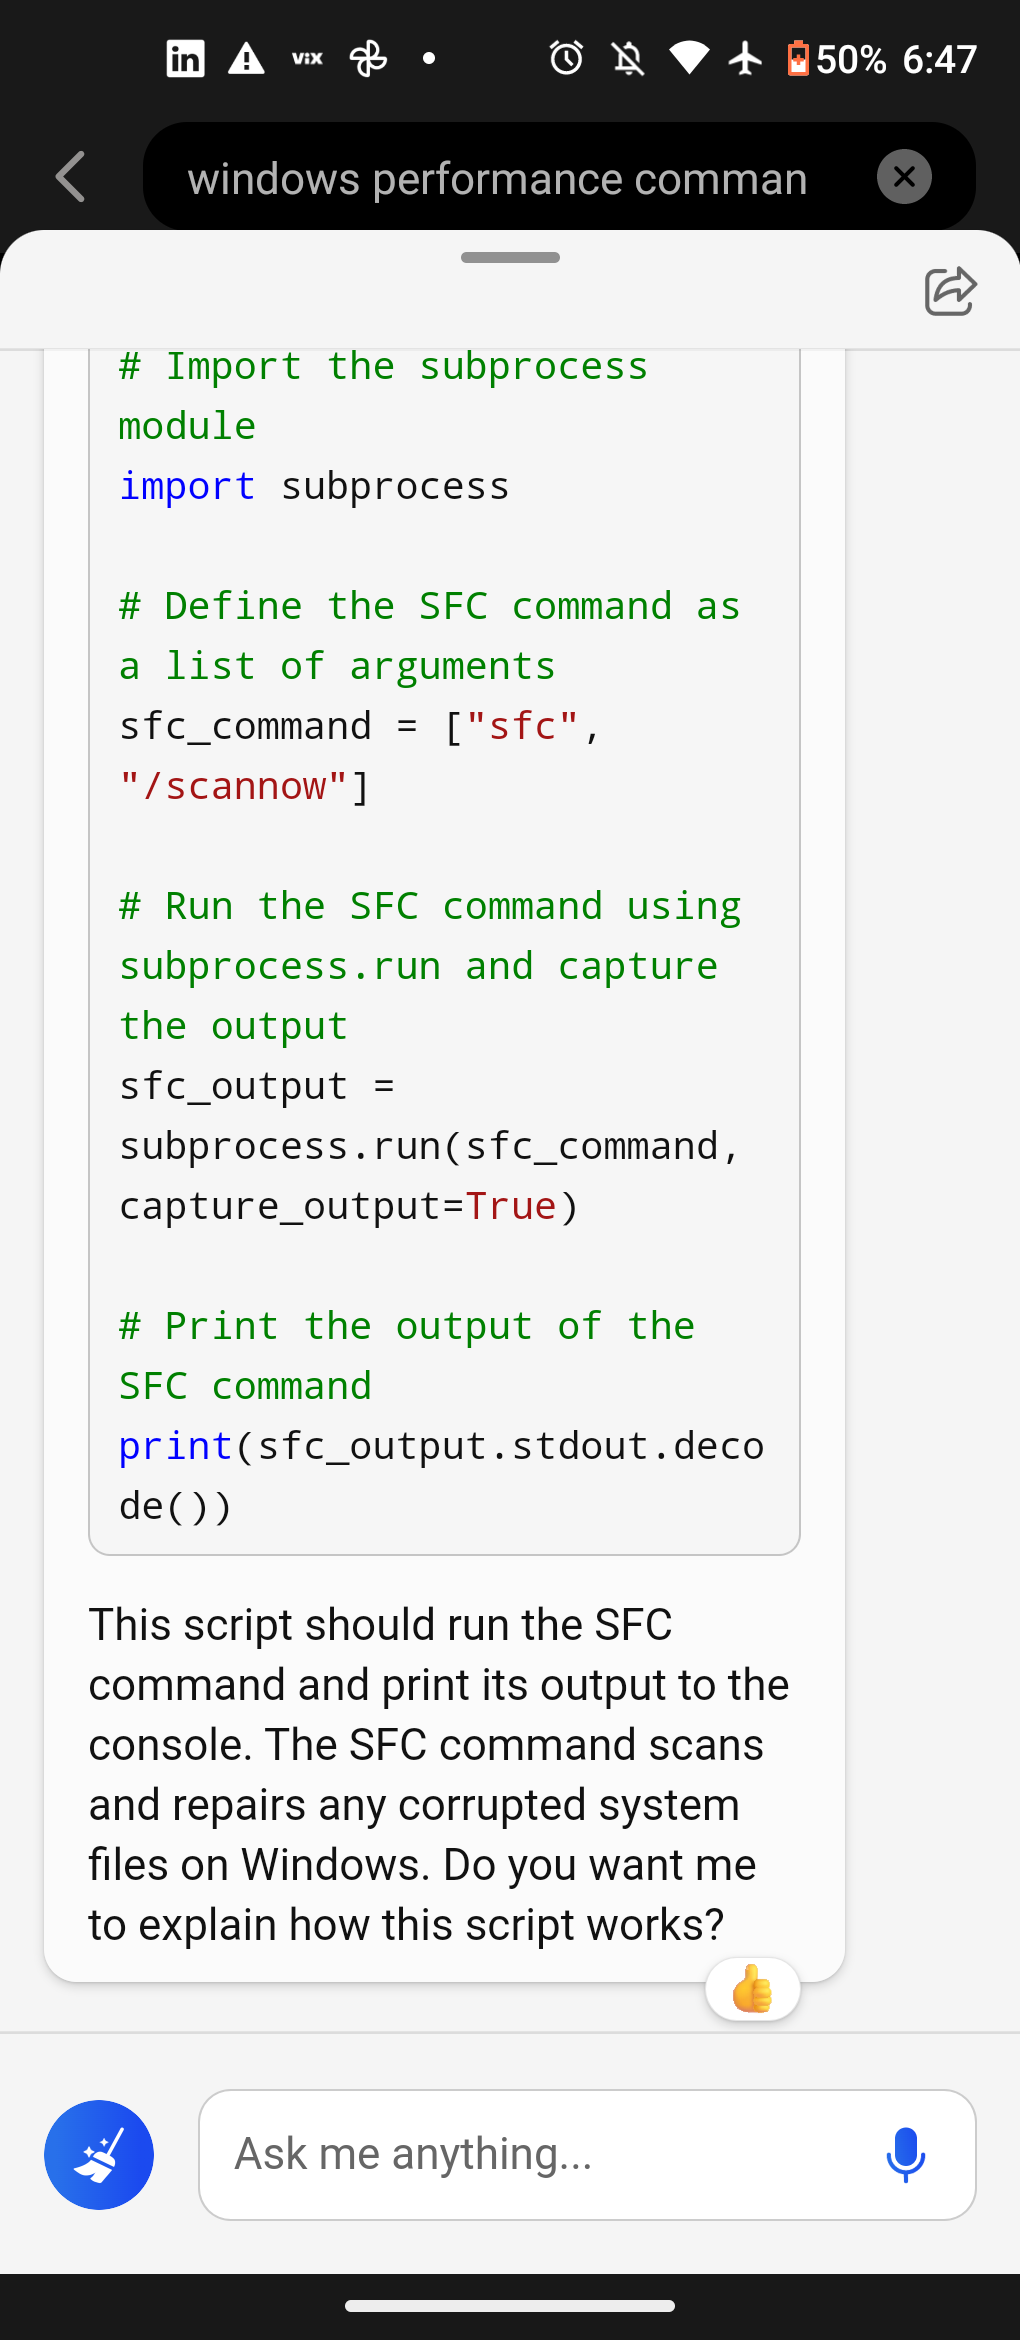 in
ViX
50% 6:47
windows performance comman
# Import the subprocess
module
import subprocess
# Define the SFC command as
a list of arguments
sfc_command = ["sfc",
"/scannow"]
# Run the SFC command using
subprocess.run and capture
the output
sfc_output =
subprocess.run(sfc_command,
capture_output=True)
# Print the output of the
SFC command
print(sfc_output.stdout.deco
de())
This script should run the SFC
command and print its output to the
console. The SFC command scans
and repairs any corrupted system
files on Windows. Do you want me
to explain how this script works?
Ask me anything...